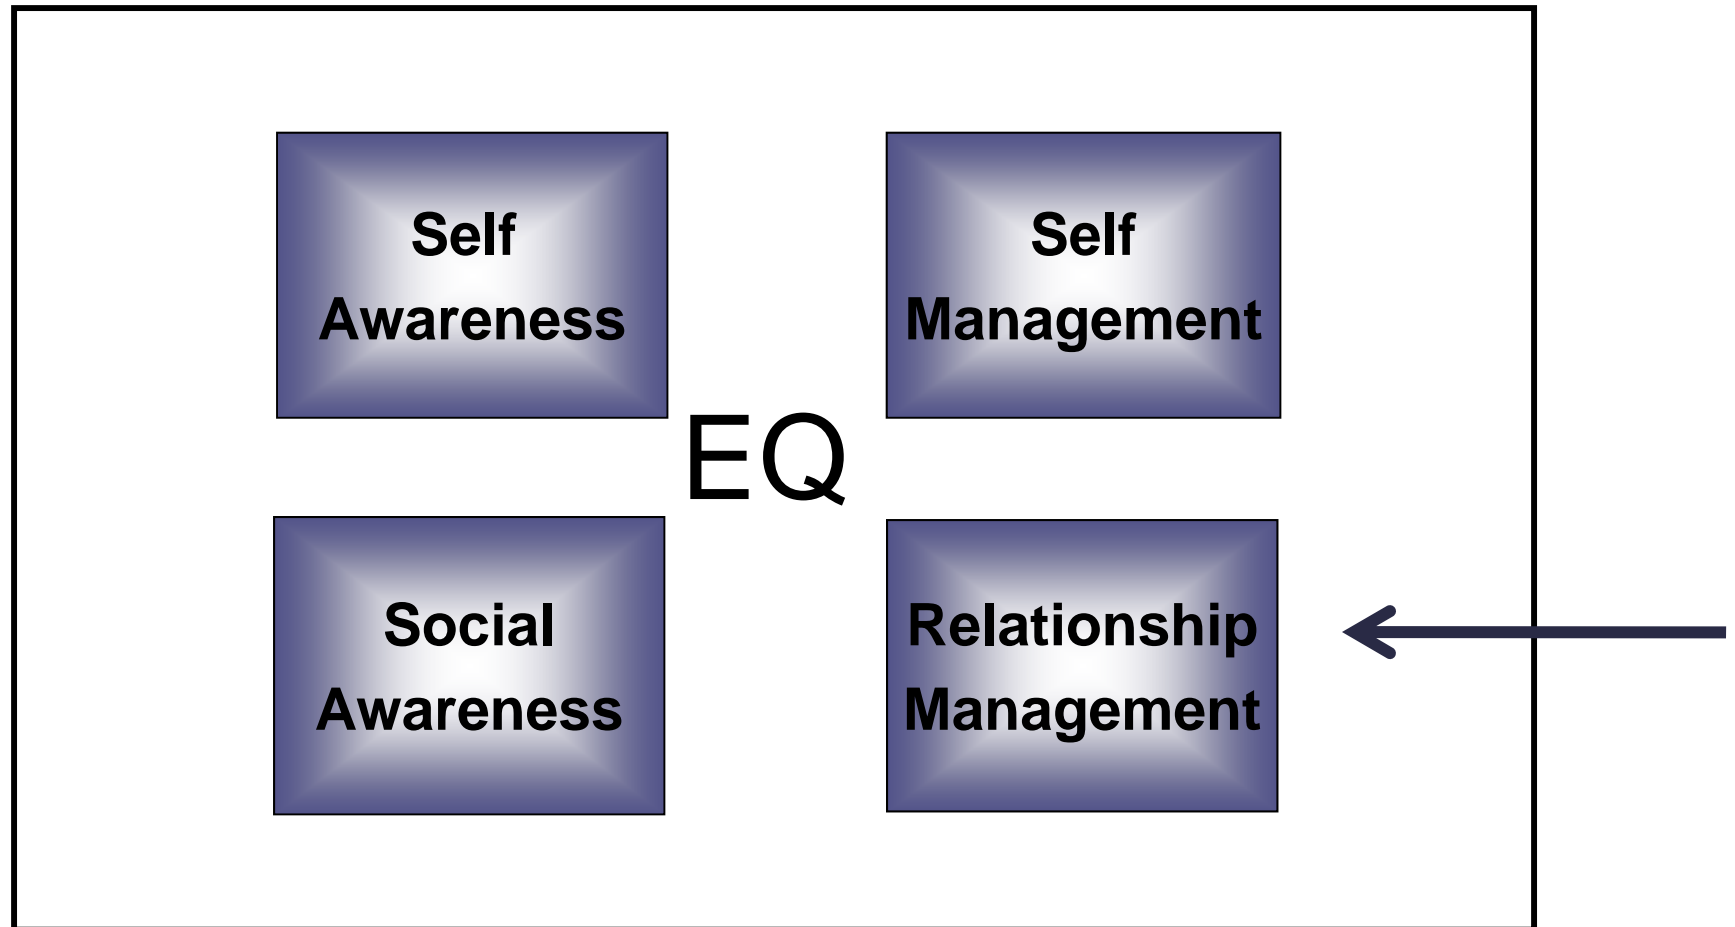 Self
Awareness
Self
Management
EQ
Social
Awareness
Relationship
Management